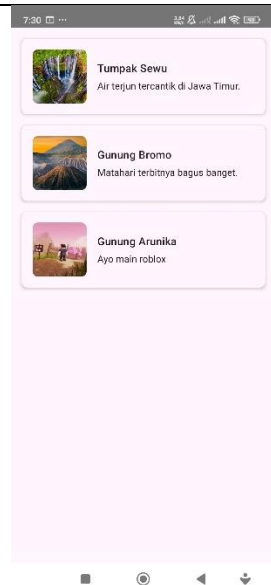 7:30
Tumpak Sewu
Air terjun tercantik di Jawa Timur.
Gunung Bromo
Matahari terbitnya bagus banget.
Gunung Arunika
Ayo main roblox